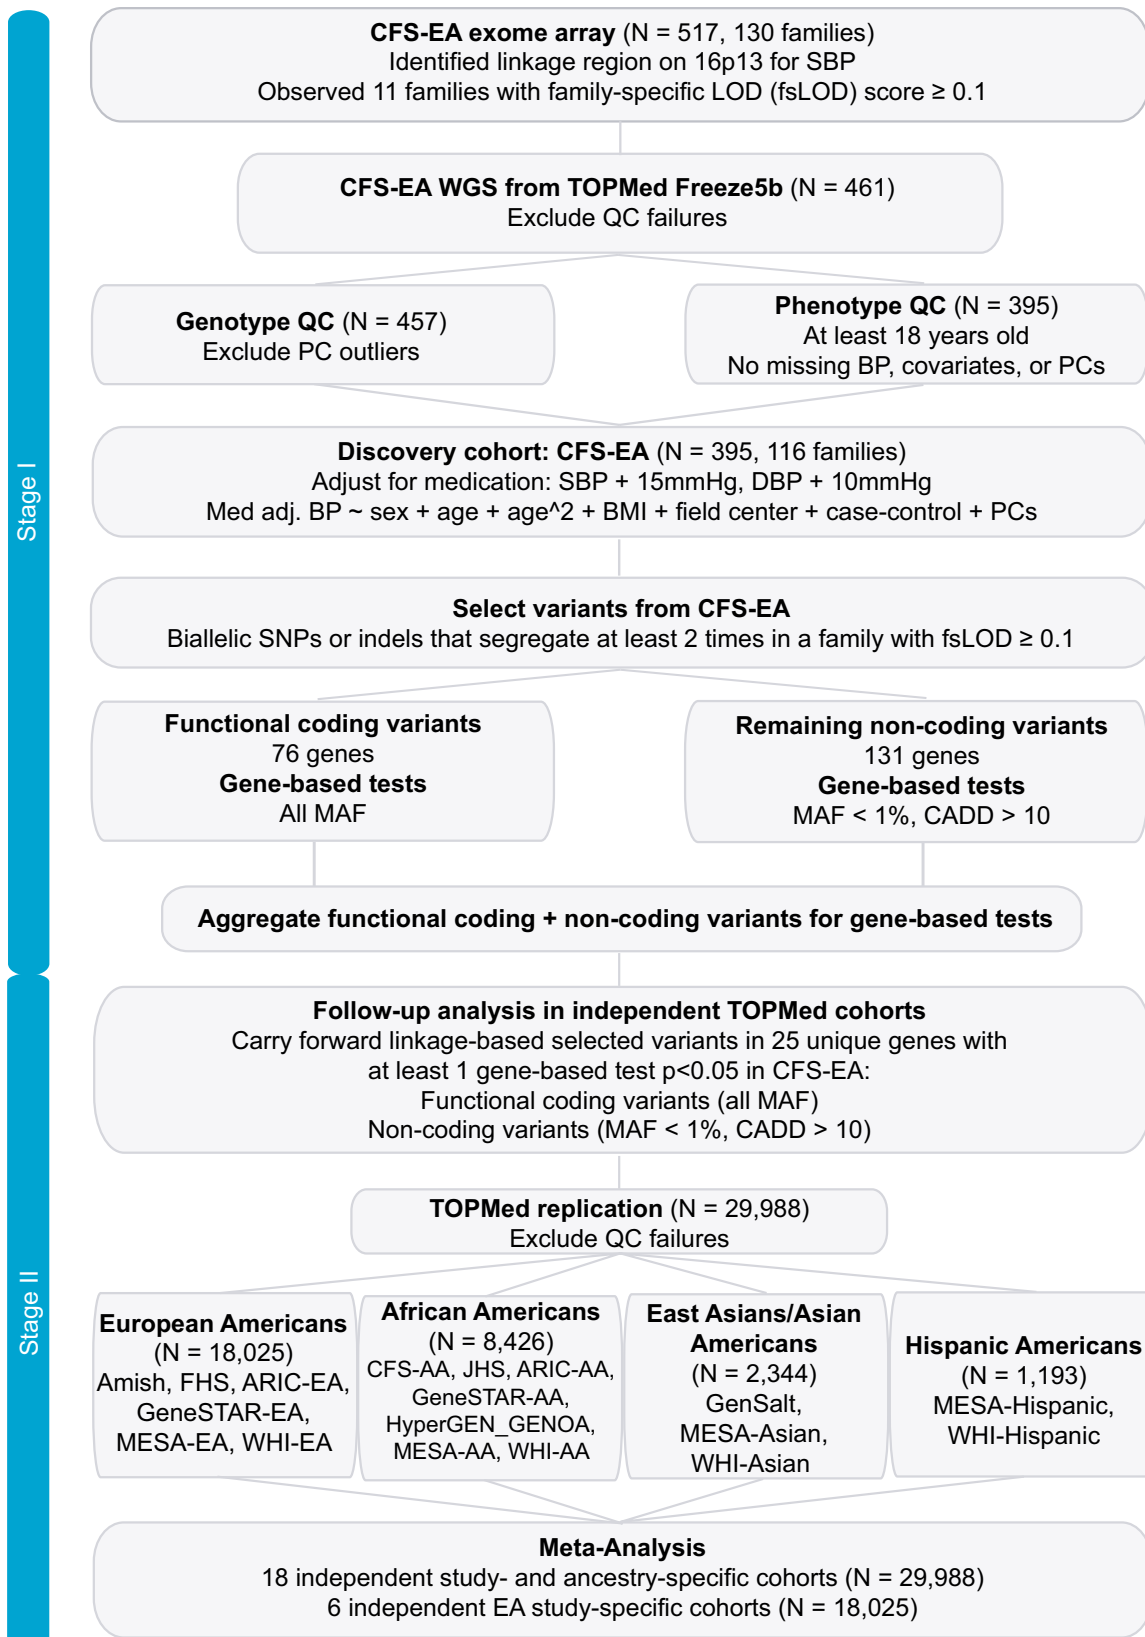 Stage I
CFS-EA exome array (N = 517, 130 families)
Identified linkage region on 16p13 for SBP
Observed 11 families with family-specific LOD (fsLOD) score ≥ 0.1
CFS-EA WGS from TOPMed Freeze5b (N = 461)
Exclude QC failures
Genotype QC (N = 457)
Exclude PC outliers
Phenotype QC (N = 395)
At least 18 years old
No missing BP, covariates, or PCs
Discovery cohort: CFS-EA (N = 395, 116 families)
Adjust for medication: SBP + 15mmHg, DBP + 10mmHg
Med adj. BP ~ sex + age + age^2 + BMI + field center + case-control + PCs
Select variants from CFS-EA
Biallelic SNPs or indels that segregate at least 2 times in a family with fsLOD ≥ 0.1
Functional coding variants
76 genes
Gene-based tests
All MAF
Remaining non-coding variants
131 genes
Gene-based tests
MAF < 1%, CADD > 10
Aggregate functional coding + non-coding variants for gene-based tests
Stage II
Follow-up analysis in independent TOPMed cohorts
Carry forward linkage-based selected variants in 25 unique genes with
at least 1 gene-based test p<0.05 in CFS-EA:
Functional coding variants (all MAF)
Non-coding variants (MAF < 1%, CADD > 10)
TOPMed replication (N = 29,988)
Exclude QC failures
European Americans
(N = 18,025)
Amish, FHS, ARIC-EA,
GeneSTAR-EA,
MESA-EA, WHI-EA
African Americans
(N = 8,426)
CFS-AA, JHS, ARIC-AA,
GeneSTAR-AA,
HyperGEN_GENOA,
MESA-AA, WHI-AA
East Asians/Asian
Americans
(N = 2,344)
GenSalt,
MESA-Asian,
WHI-Asian
Hispanic Americans
(N = 1,193)
MESA-Hispanic,
WHI-Hispanic
Meta-Analysis
18 independent study- and ancestry-specific cohorts (N = 29,988)
6 independent EA study-specific cohorts (N = 18,025)